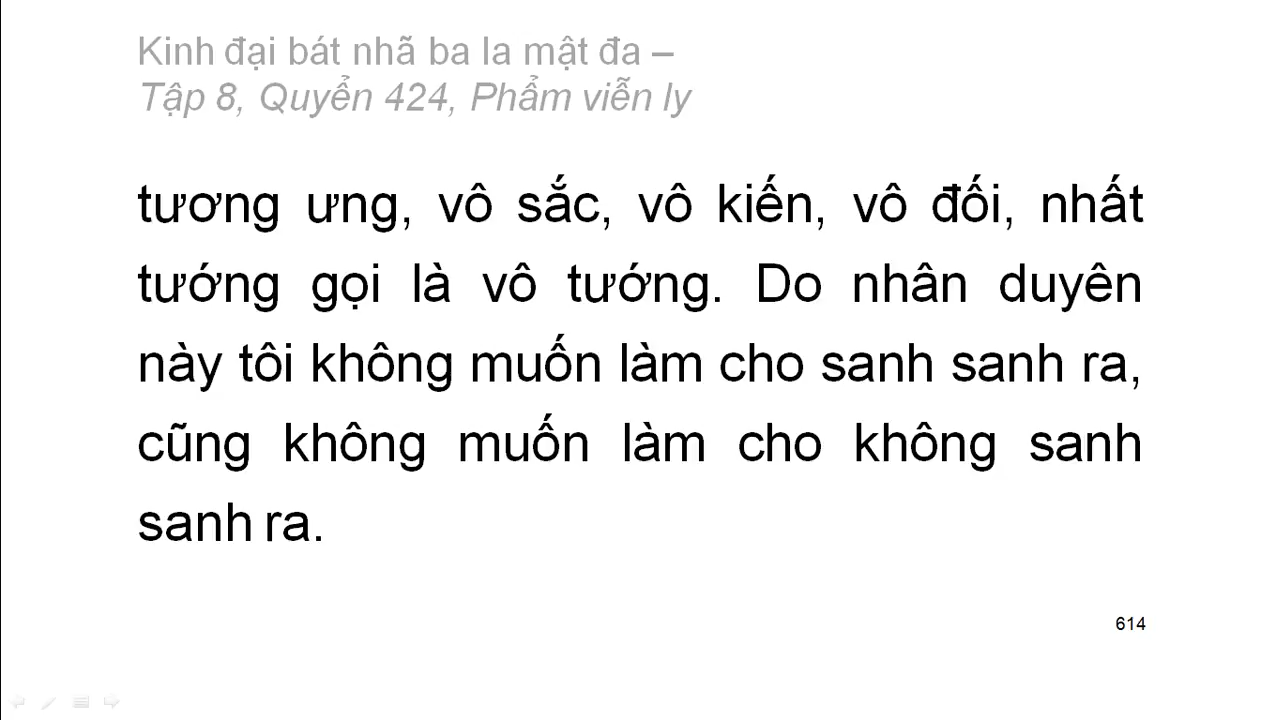 Kinh đại bát nhã ba la mật đa –
Tập 8, Quyển 424, Phẩm viễn ly
tương ưng, vô sắc, vô kiến, vô đối, nhất
tướng gọi là vô tướng. Do nhân duyên
này tôi không muốn làm cho sanh sanh ra,
cũng không muốn làm cho không sanh
sanh ra.
614